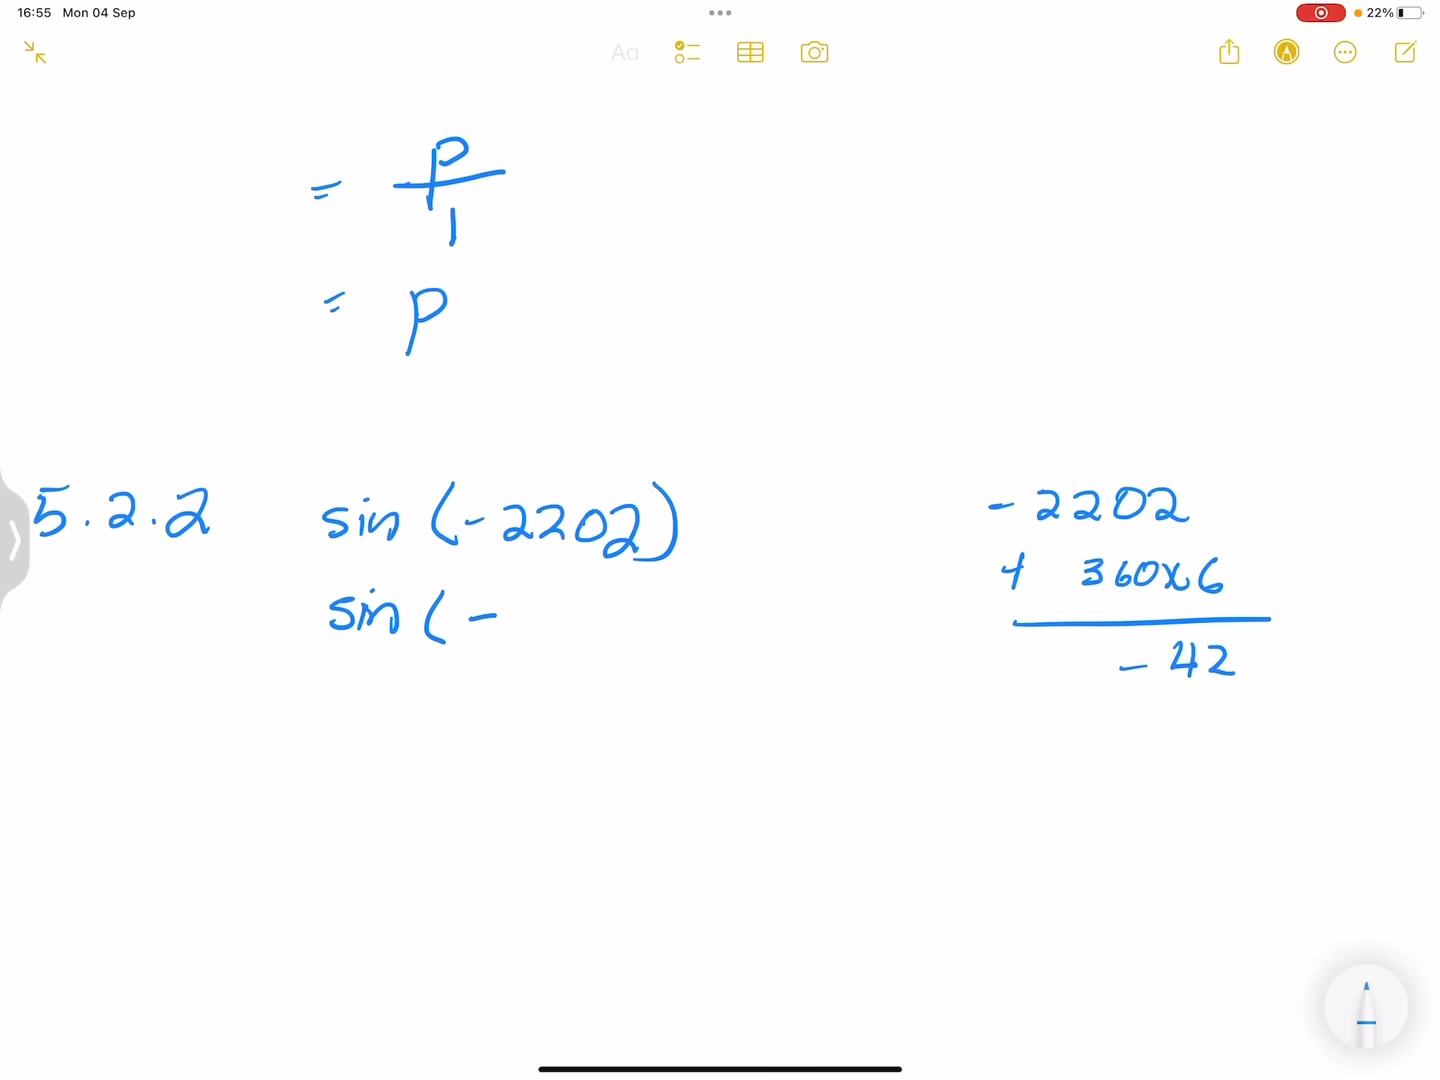 16:55 Mon 04 Sep
22%
Aa
= P
1
= P
5.2.2 sin (-2202)
sin ( -
- 2202
+ 360x6
- 42